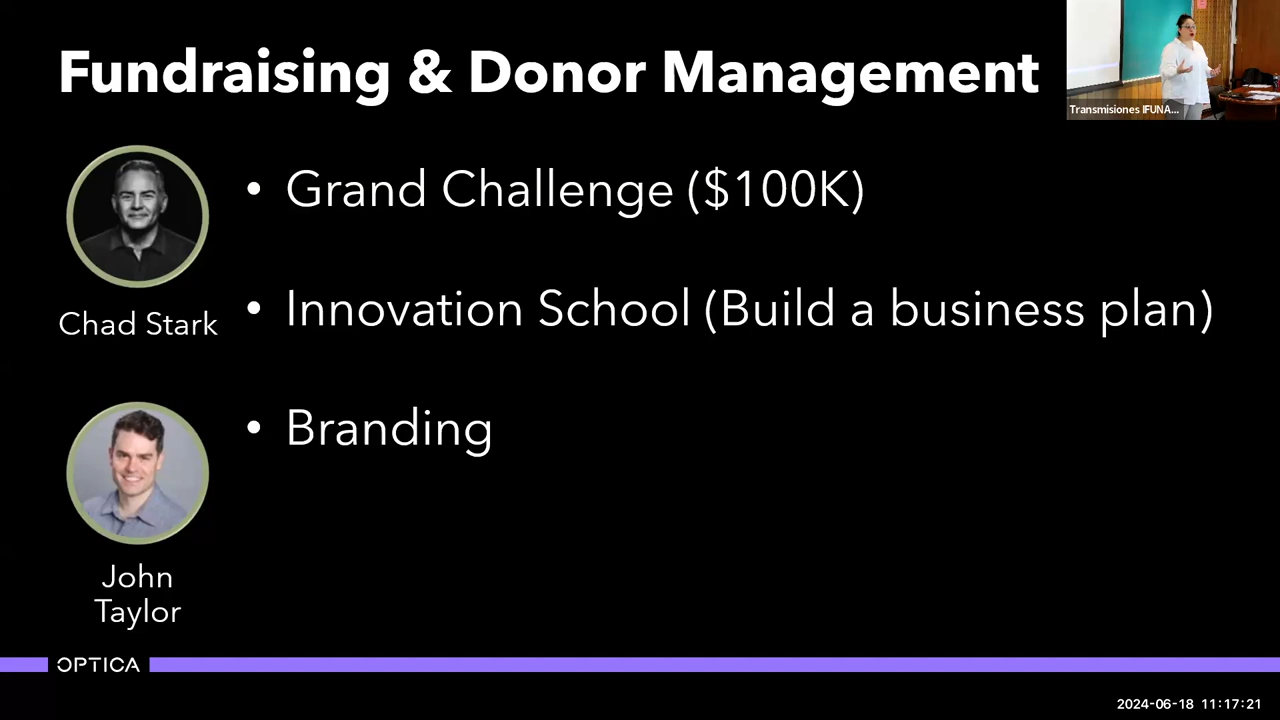 Fundraising & Donor Management
Transmisiones IFUNA...
• Grand Challenge ($100K)
Chad Stark
• Innovation School (Build a business plan)
• Branding
John
Taylor
OPTICA
2024-06-18 11:17:21